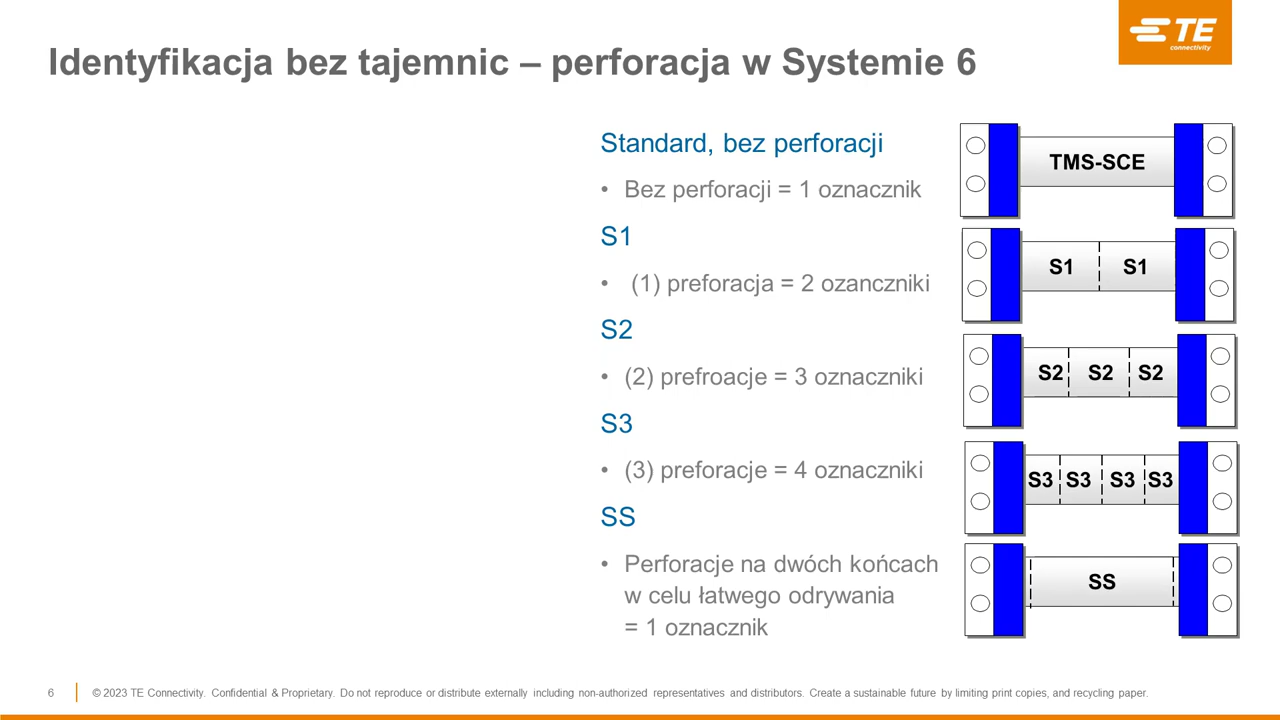 Identyfikacja bez tajemnic – perforacja w Systemie 6
TE
connectivity
Standard, bez perforacji
• Bez perforacji = 1 oznacznik
TMS-SCE
S1
• (1) preforacja = 2 ozanczniki
S1 S1
S2
• (2) prefroacje = 3 oznaczniki
S2 S2 S2
S3
• (3) preforacje = 4 oznaczniki
S3 S3 S3 S3
SS
• Perforacje na dwóch końcach
w celu łatwego odrywania
= 1 oznacznik
SS
6
© 2023 TE Connectivity. Confidential & Proprietary. Do not reproduce or distribute externally including non-authorized representatives and distributors. Create a sustainable future by limiting print copies, and recycling paper.